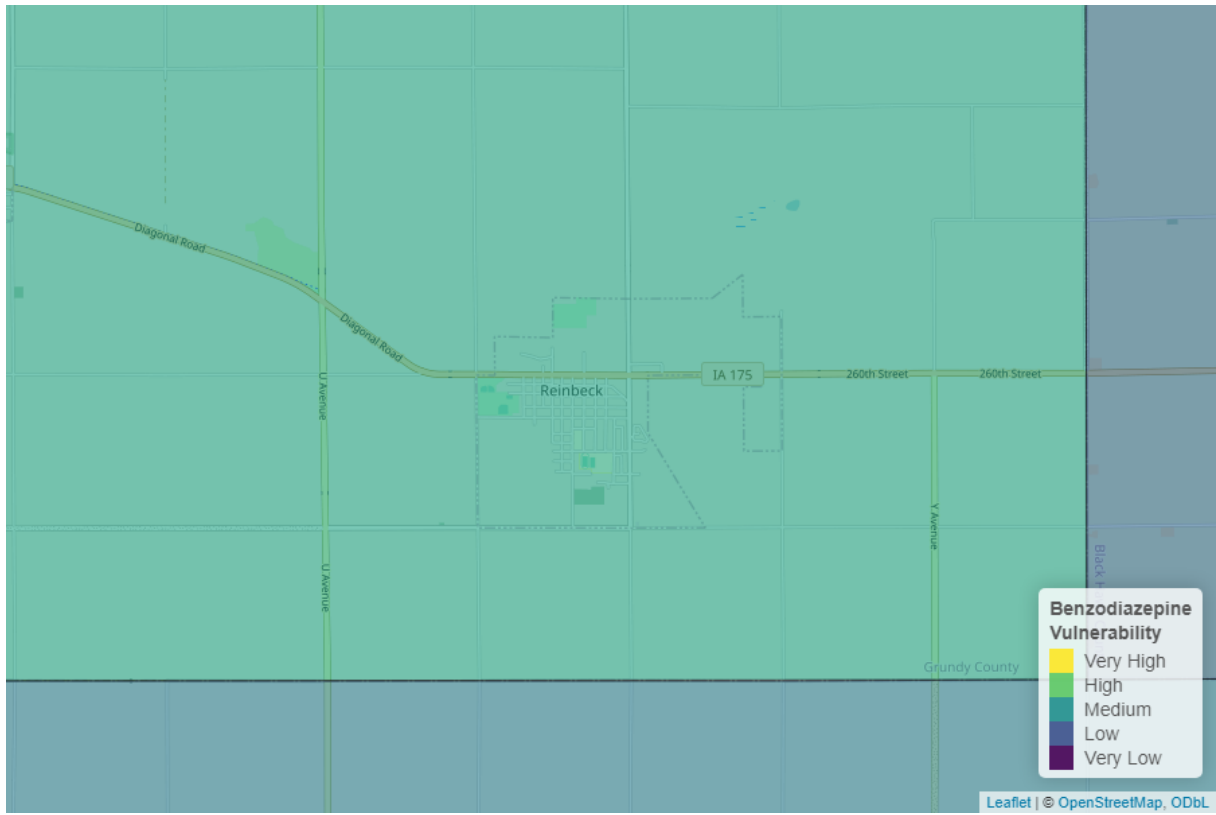 Diagonal Road
Diagonal Road
U Avenue
Reinbeck
IA 175
260th Street
260th Street
Y Avenue
U Avenue
Grundy County
Benzodiazepine
Vulnerability
Very High
High
Medium
Low
Very Low
Leaflet | © OpenStreetMap, ODbL